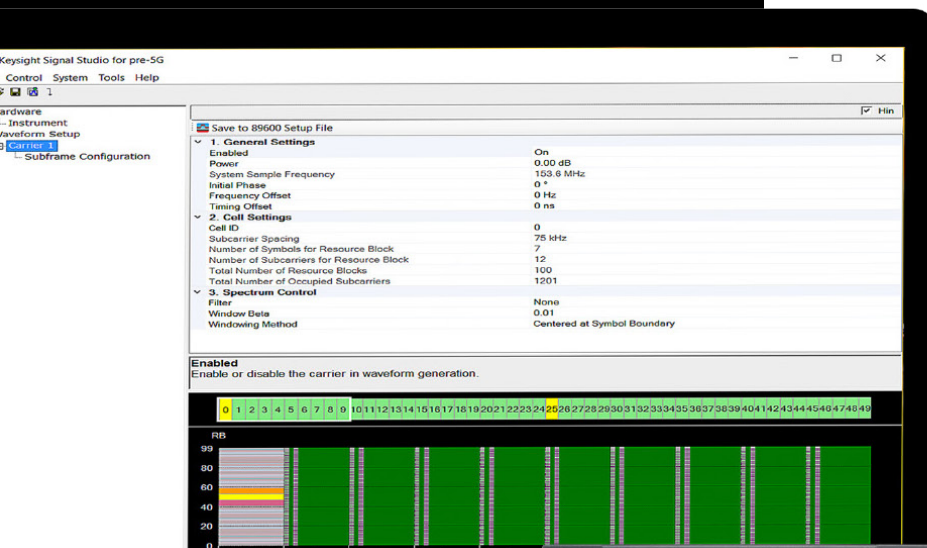 Keysight Signal Studio for pre-5G
Control System Tools Help
ardware
Instrument
Waveform Setup
Carrier 1
Subframe Configuration
Hin
Save to 89600 Setup File
1. General Settings
Enabled On
Power 0.00 dB
System Sample Frequency 153.6 MHz
Initial Phase 0 °
Frequency Offset 0 Hz
Timing Offset 0 ns
2. Cell Settings
Cell ID 0
Subcarrier Spacing 75 kHz
Number of Symbols for Resource Block 7
Number of Subcarriers for Resource Block 12
Total Number of Resource Blocks 100
Total Number of Occupied Subcarriers 1201
3. Spectrum Control
Filter None
Window Beta 0.01
Windowing Method Centered at Symbol Boundary
Enabled
Enable or disable the carrier in waveform generation.
0 1 2 3 4 5 6 7 8 9 10 11 12 13 14 15 16 17 18 19 20 21 22 23 24 25 26 27 28 29 30 31 32 33 34 35 36 37 38 39 40 41 42 43 44 45 46 47 48 49
RB
99
80
60
40
20
0